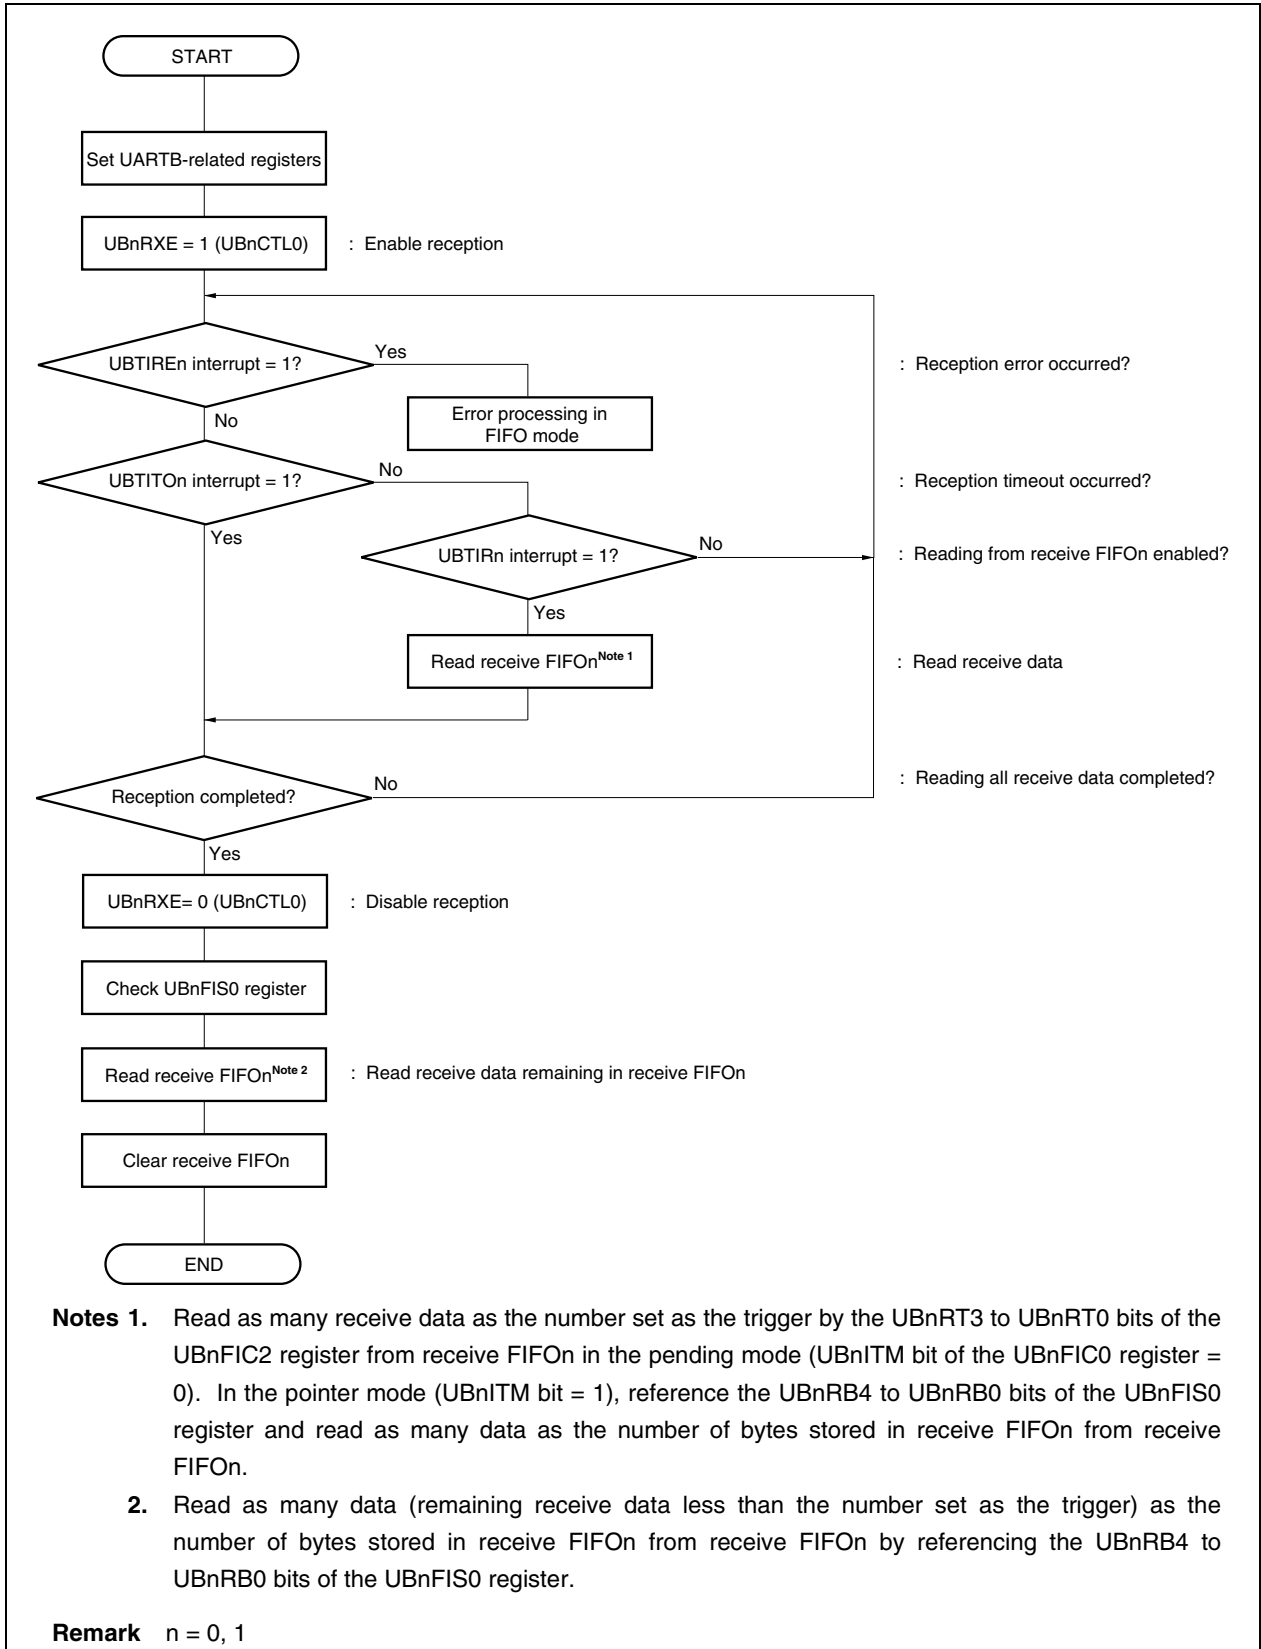 START
Set UARTB-related registers
UBnRXE = 1 (UBnCTL0) : Enable reception
UBTIREn interrupt = 1? Yes : Reception error occurred?
Error processing in
FIFO mode
No
UBTITOn interrupt = 1? No : Reception timeout occurred?
Yes
UBTIRn interrupt = 1? No : Reading from receive FIFOn enabled?
Yes
Read receive FIFOnNote 1 : Read receive data
Reception completed? No : Reading all receive data completed?
Yes
UBnRXE= 0 (UBnCTL0) : Disable reception
Check UBnFIS0 register
Read receive FIFOnNote 2 : Read receive data remaining in receive FIFOn
Clear receive FIFOn
END
Notes 1. Read as many receive data as the number set as the trigger by the UBnRT3 to UBnRT0 bits of the
UBnFIC2 register from receive FIFOn in the pending mode (UBnITM bit of the UBnFIC0 register =
0). In the pointer mode (UBnITM bit = 1), reference the UBnRB4 to UBnRB0 bits of the UBnFIS0
register and read as many data as the number of bytes stored in receive FIFOn from receive
FIFOn.
2. Read as many data (remaining receive data less than the number set as the trigger) as the
number of bytes stored in receive FIFOn from receive FIFOn by referencing the UBnRB4 to
UBnRB0 bits of the UBnFIS0 register.
Remark n = 0, 1